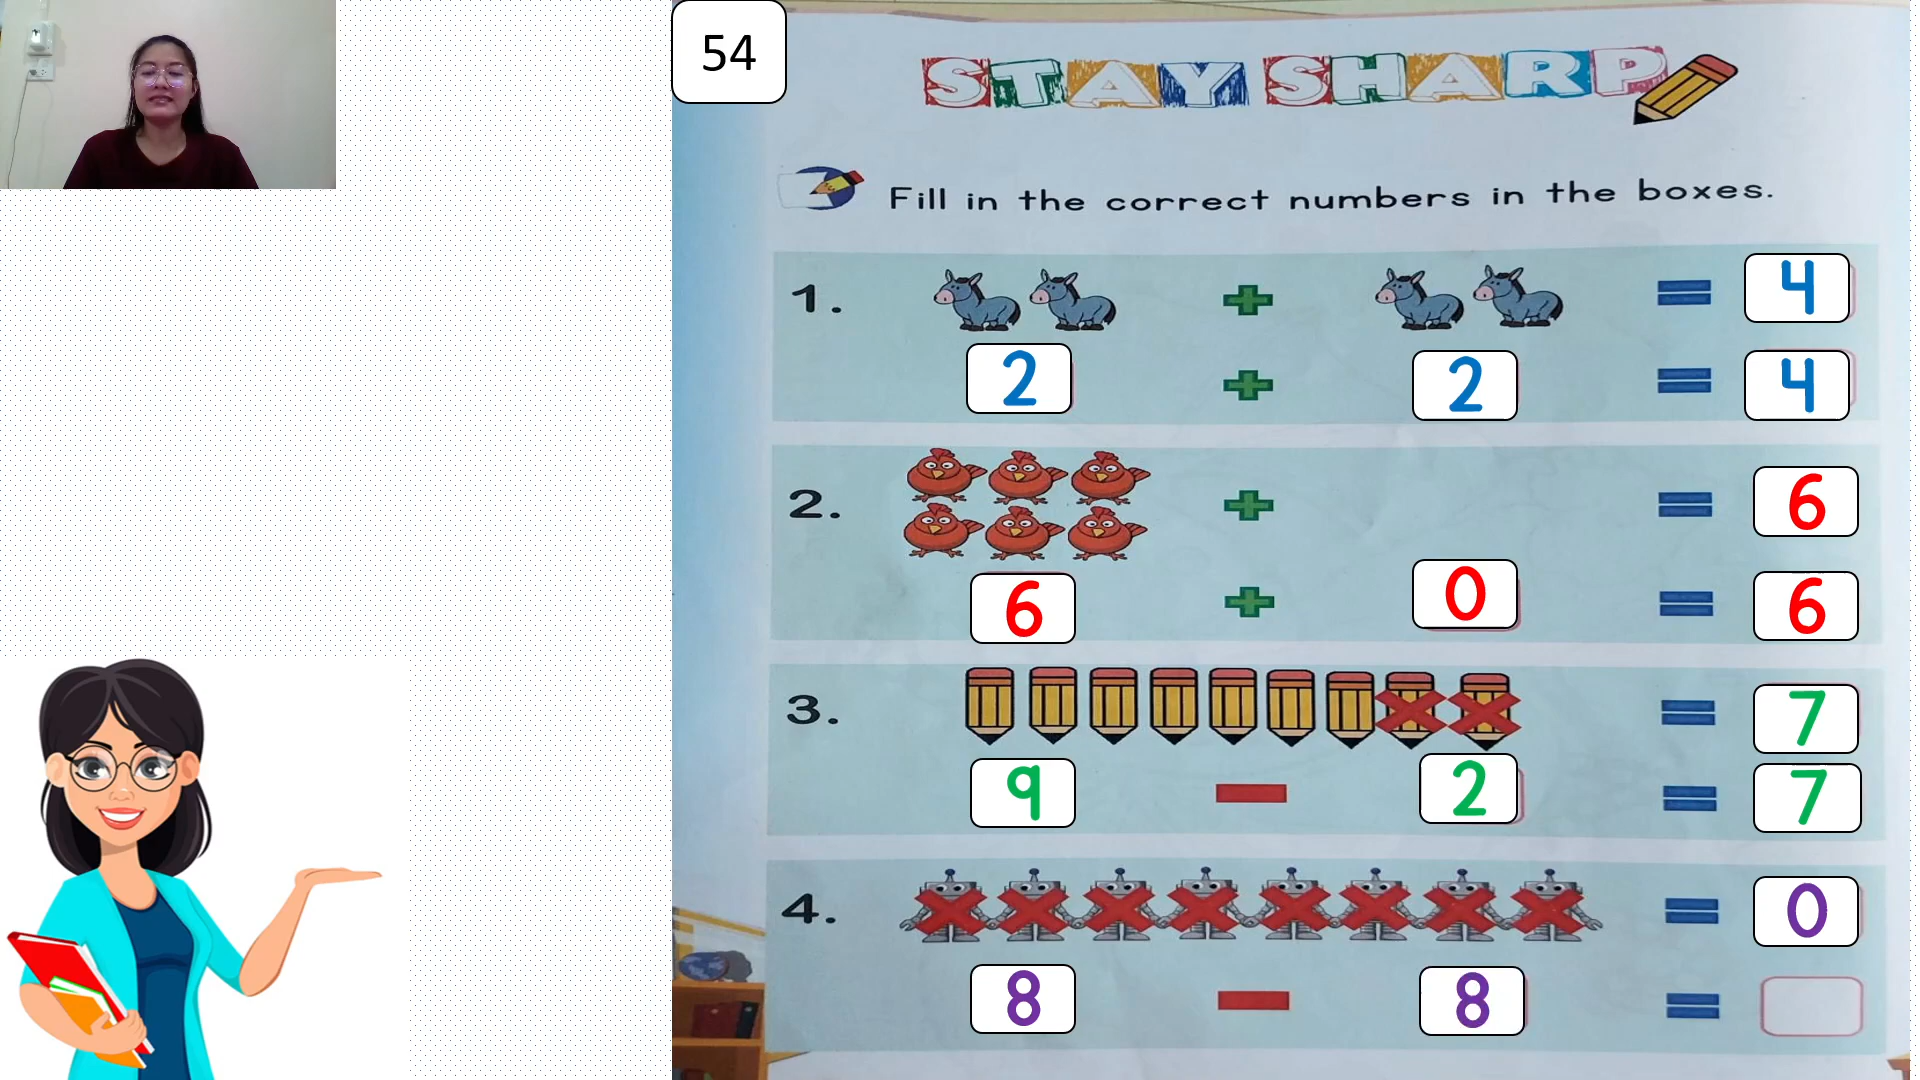 54
STAY SHARP
Fill in the correct numbers in the boxes.
1. + = 4
2 + 2 = 4
2. + = 6
6 + 0 = 6
3. = 7
9 - 2 = 7
4. = 0
8 - 8 =